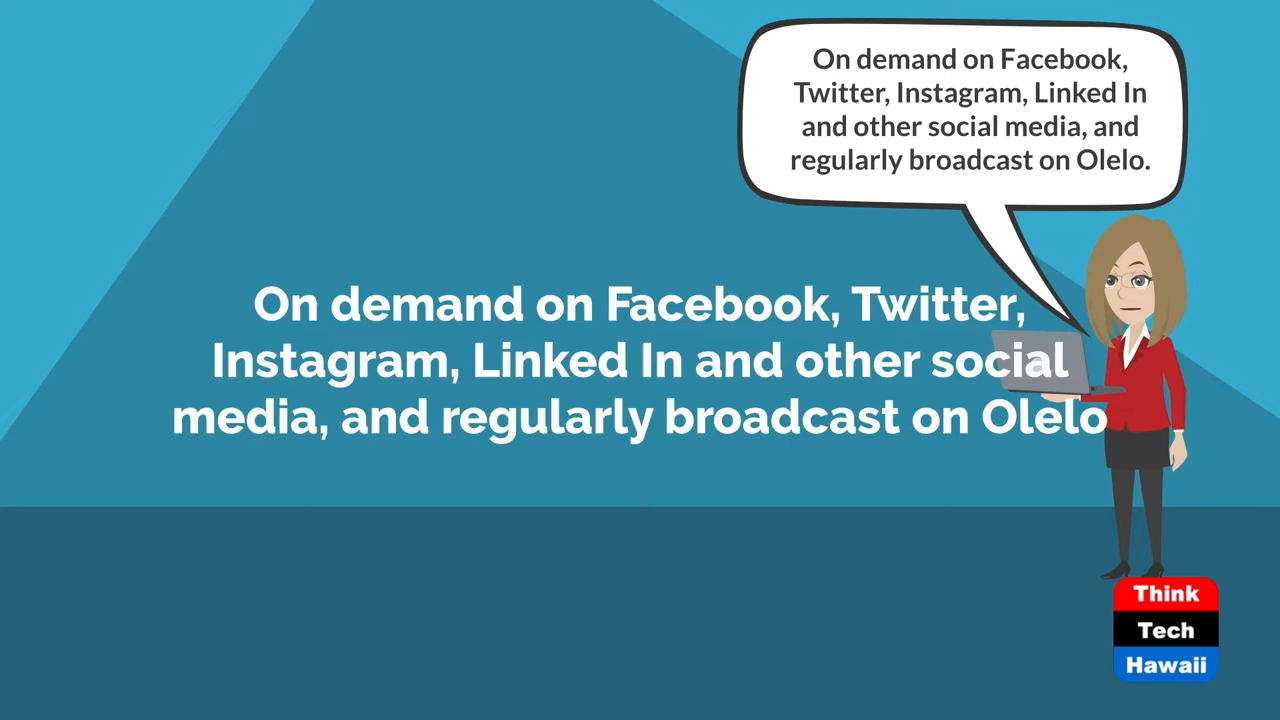 On demand on Facebook,
Twitter, Instagram, Linked In
and other social media, and
regularly broadcast on Olelo.
On demand on Facebook, Twitter,
Instagram, Linked In and other social
media, and regularly broadcast on Olelo
Think
Tech
Hawaii